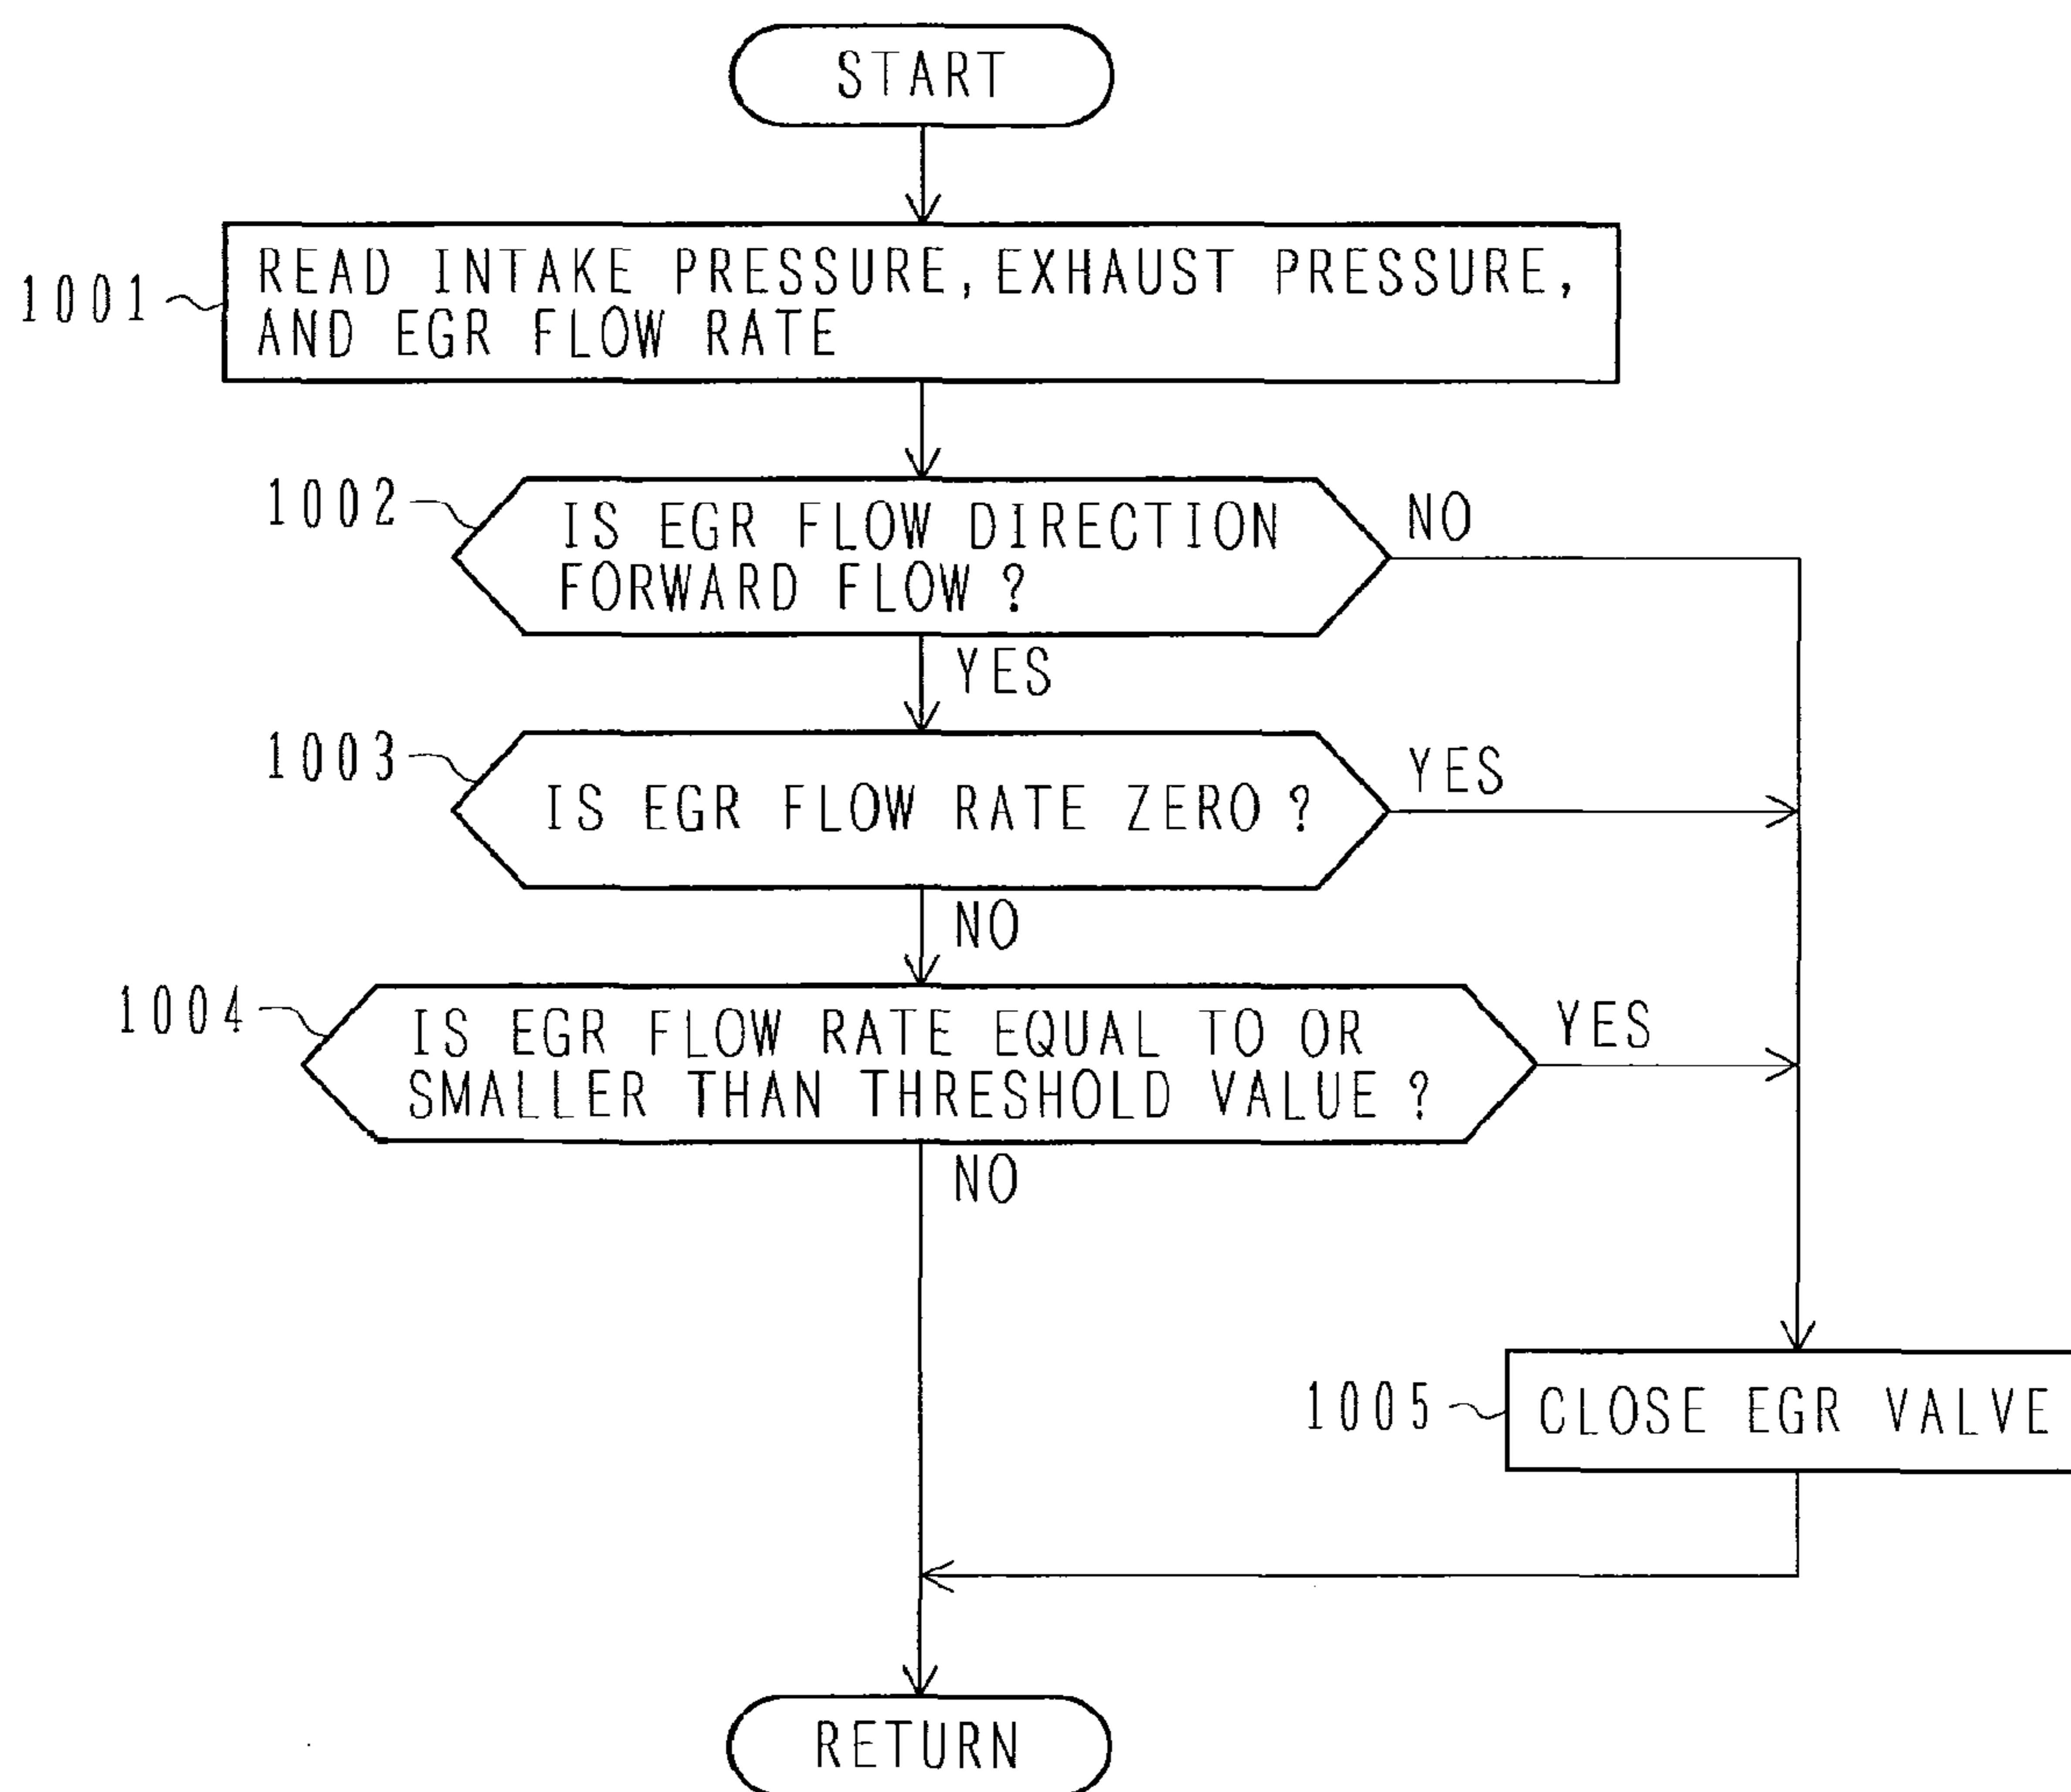 START
1001
READ INTAKE PRESSURE, EXHAUST PRESSURE,
AND EGR FLOW RATE
1002
IS EGR FLOW DIRECTION
FORWARD FLOW ?
NO
YES
1003
IS EGR FLOW RATE ZERO ?
YES
NO
1004
IS EGR FLOW RATE EQUAL TO OR
SMALLER THAN THRESHOLD VALUE ?
YES
NO
1005
CLOSE EGR VALVE
RETURN